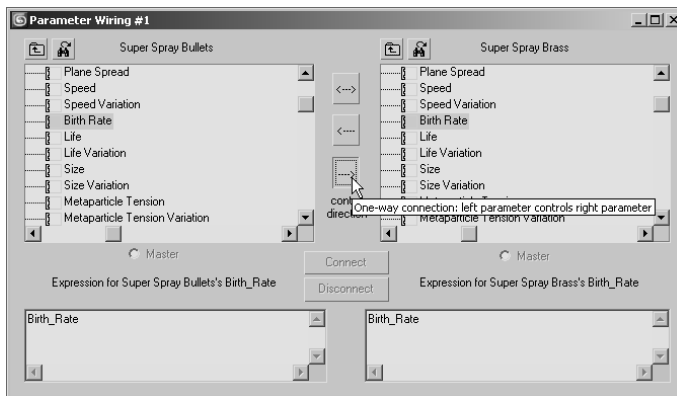 Parameter Wiring #1
Super Spray Bullets
Super Spray Brass
Plane Spread
Speed
Speed Variation
Birth Rate
Life
Life Variation
Size
Size Variation
Metaparticle Tension
Metaparticle Tension Variation
<--->
<----
---->
control
direction
One-way connection: left parameter controls right parameter
Plane Spread
Speed
Speed Variation
Birth Rate
Life
Life Variation
Size
Size Variation
Metaparticle Tension Variation
Master
Connect
Master
Expression for Super Spray Bullets's Birth_Rate
Disconnect
Expression for Super Spray Brass's Birth_Rate
Birth_Rate
Birth_Rate